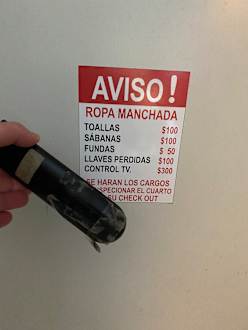 AVISO!
ROPA MANCHADA
TOALLAS $100
SÁBANAS $100
FUNDAS $ 50
LLAVES PERDIDAS $100
CONTROL TV. $300
SE HARAN LOS CARGOS
INSPECIONAR EL CUARTO
SU CHECK OUT